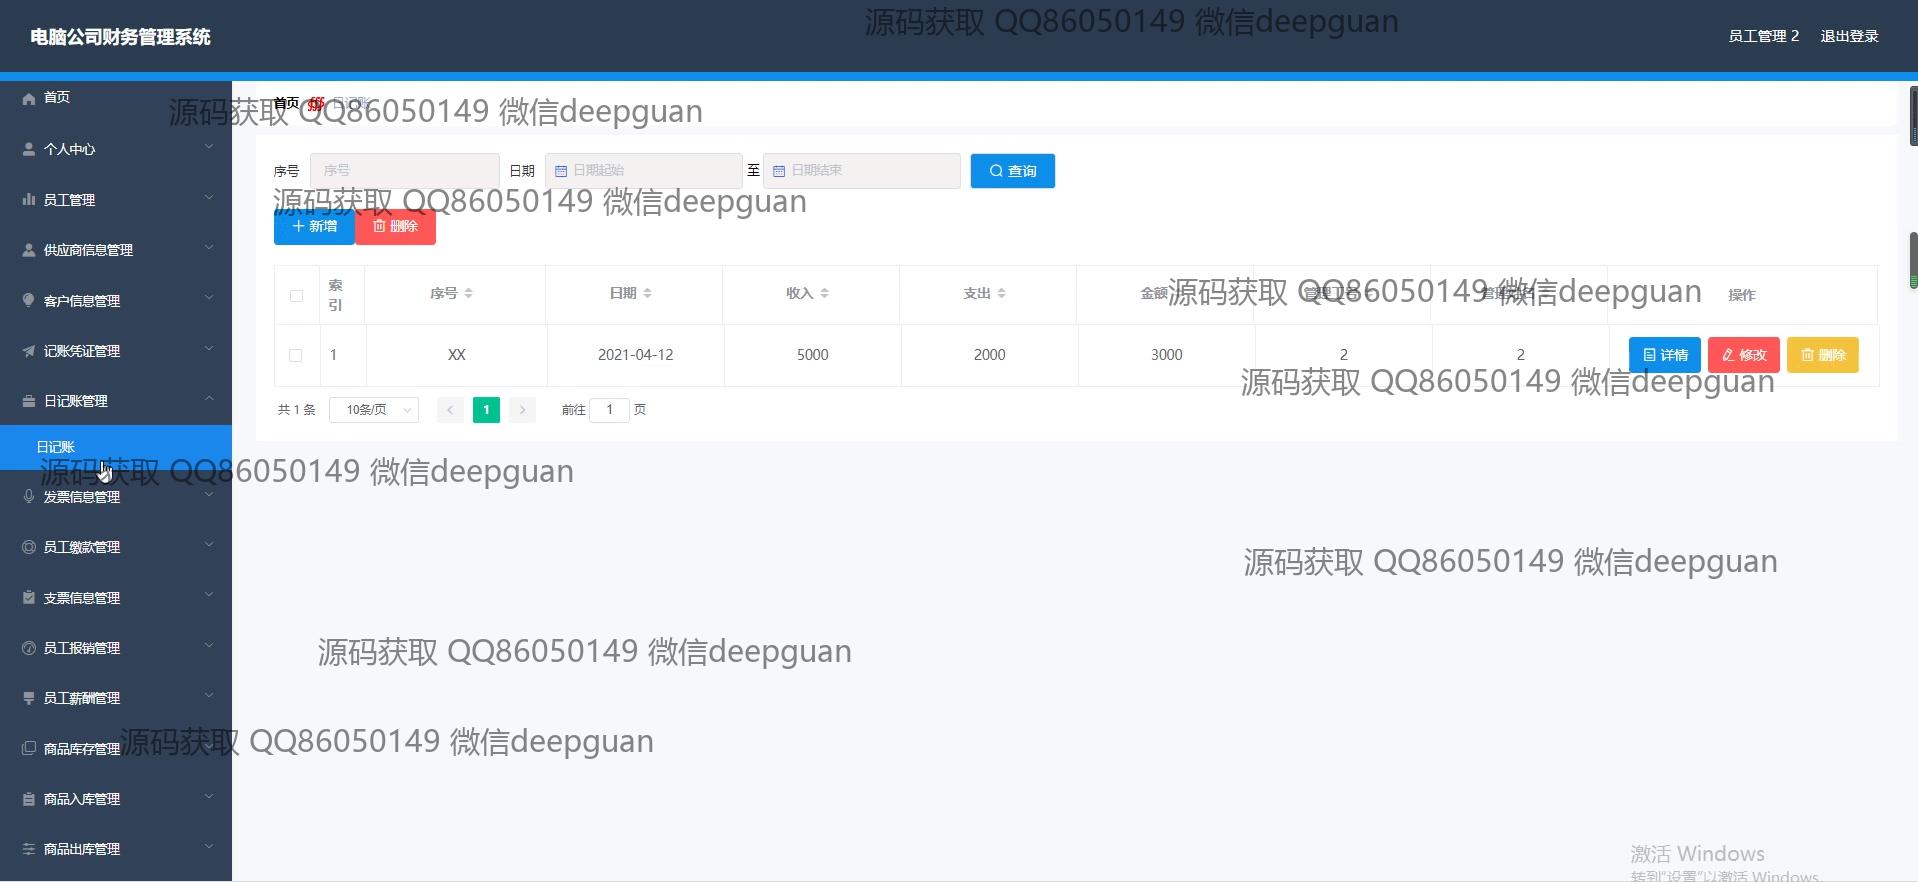 电脑公司财务管理系统
源码获取 QQ86050149 微信deepguan
员工管理 2 退出登录
首页
首页 日记账
源码获取 QQ86050149 微信deepguan
个人中心
序号 序号 日期 日期起始 至 日期结束 查询
员工管理
源码获取 QQ86050149 微信deepguan
新增 删除
供应商信息管理
索引 序号 日期 收入 支出 金额 管理工号 操作
源码获取 QQ86050149 微信deepguan
客户信息管理
1 XX 2021-04-12 5000 2000 3000 2 2 详情 修改 删除
记账凭证管理
源码获取 QQ86050149 微信deepguan
日记账管理
共 1 条 10条/页 1 前往 1 页
日记账
源码获取 QQ86050149 微信deepguan
发票信息管理
员工缴款管理
源码获取 QQ86050149 微信deepguan
支票信息管理
员工报销管理
源码获取 QQ86050149 微信deepguan
员工薪酬管理
商品库存管理
源码获取 QQ86050149 微信deepguan
商品入库管理
商品出库管理
激活 Windows
转到"设置"以激活 Windows。